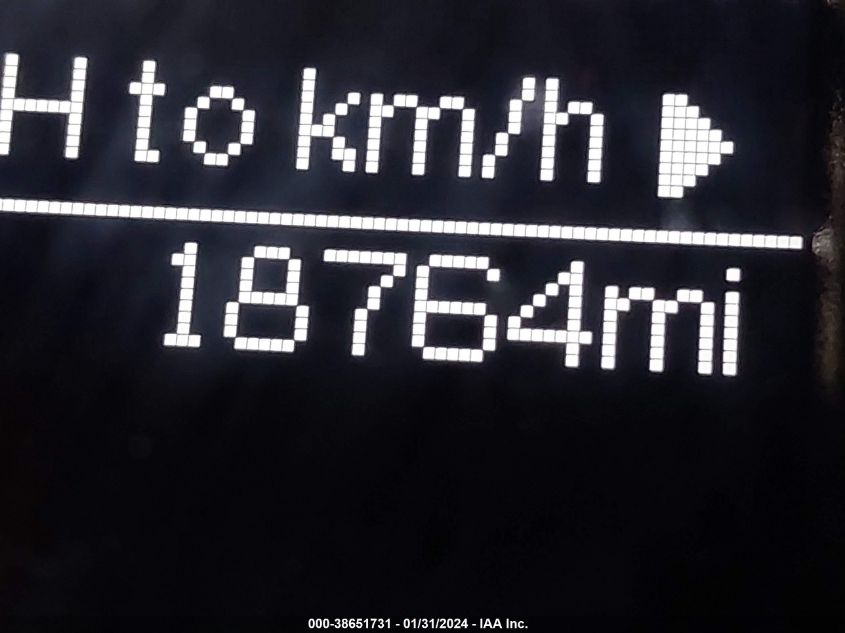 H to km/h
18764mi
000-38651731 - 01/31/2024 - IAA Inc.